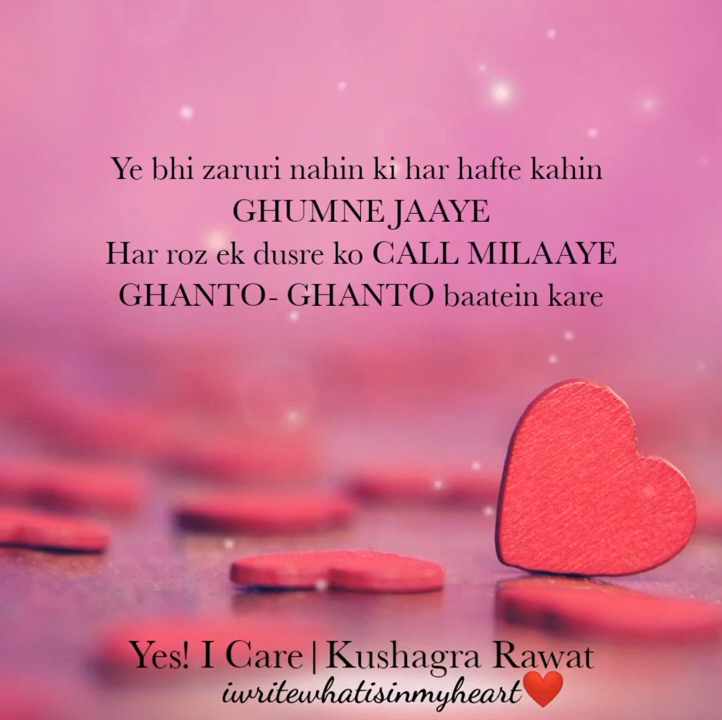 Ye bhi zaruri nahin ki har hafte kahin
GHUMNE JAAYE
Har roz ek dusre ko CALL MILAAYE
GHANTO- GHANTO baatein kare
Yes! I Care|Kushagra Rawat
iwritewhatisinmyheart❤️